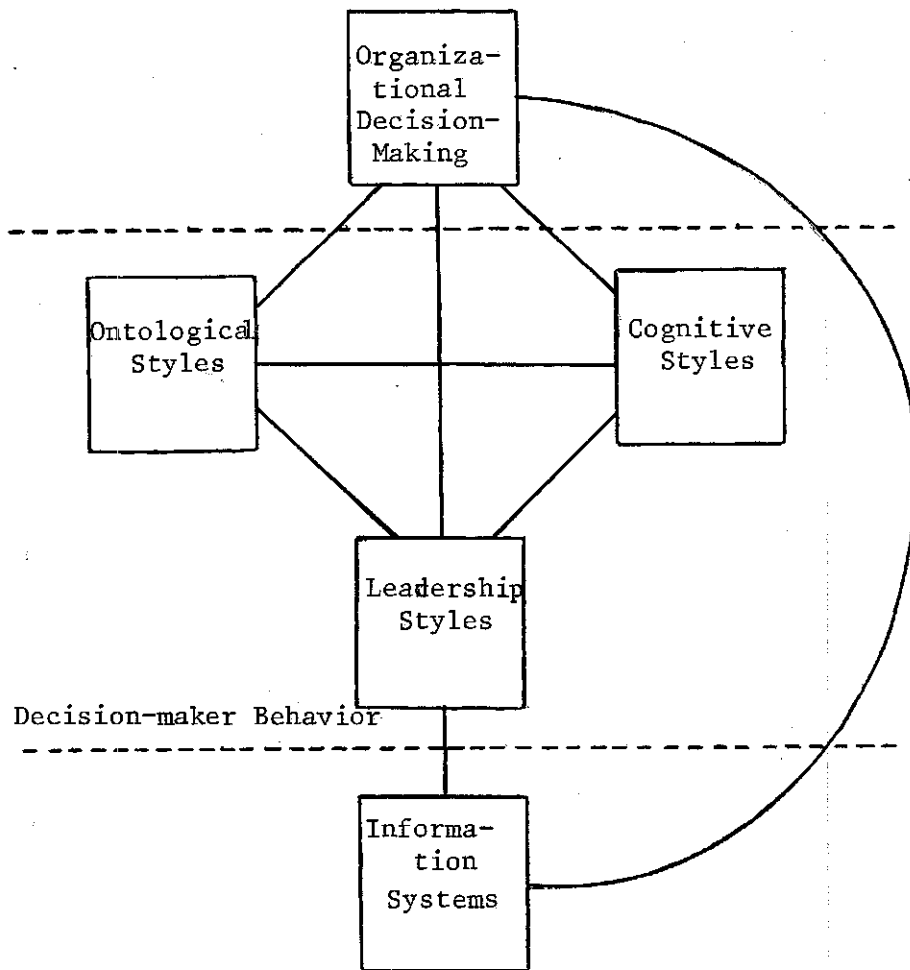 Organiza-
tional
Decision-
Making
Ontological
Styles
Cognitive
Styles
Leadership
Styles
Decision-maker Behavior
Informa-
tion
Systems